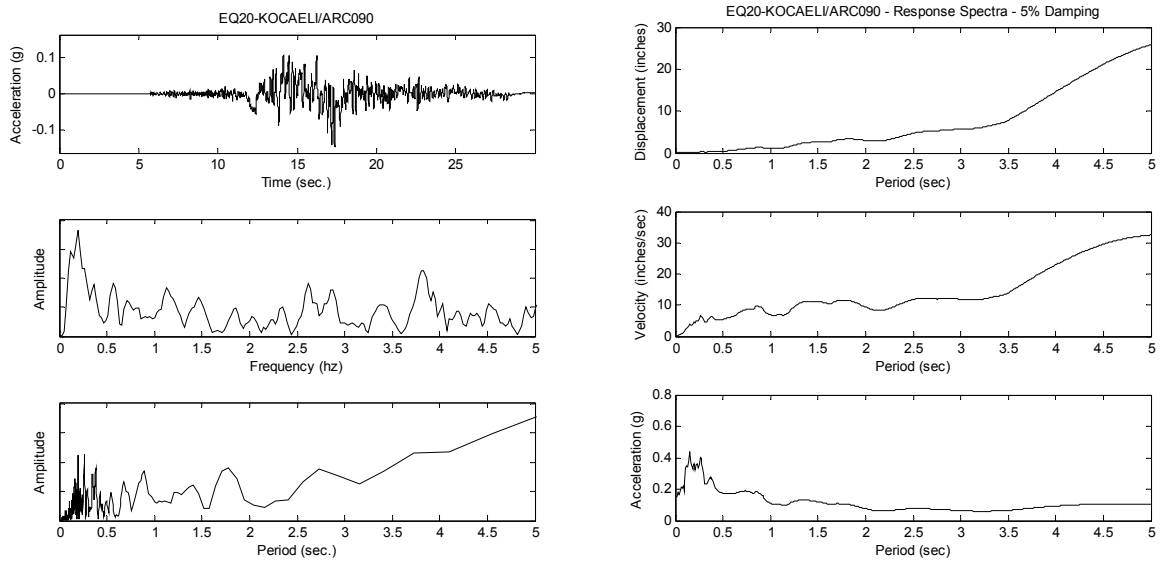 EQ20-KOCAELI/ARC090
Acceleration (g)
0.1
0
-0.1
0 5 10 15 20 25
Time (sec.)
Amplitude
0 0.5 1 1.5 2 2.5 3 3.5 4 4.5 5
Frequency (hz)
Amplitude
0 0.5 1 1.5 2 2.5 3 3.5 4 4.5 5
Period (sec.)
EQ20-KOCAELI/ARC090 - Response Spectra - 5% Damping
Displacement (inches)
30
20
10
0
0 0.5 1 1.5 2 2.5 3 3.5 4 4.5 5
Period (sec)
Velocity (inches/sec)
40
30
20
10
0
0 0.5 1 1.5 2 2.5 3 3.5 4 4.5 5
Period (sec)
Acceleration (g)
0.8
0.6
0.4
0.2
0
0 0.5 1 1.5 2 2.5 3 3.5 4 4.5 5
Period (sec)